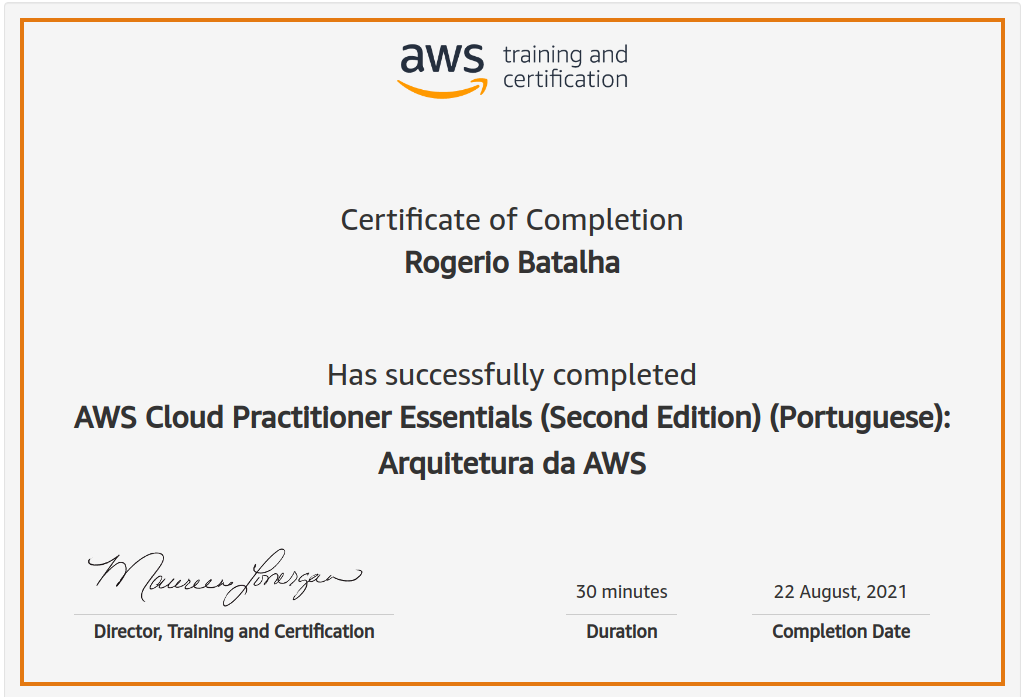 aws training and
certification
Certificate of Completion
Rogerio Batalha
Has successfully completed
AWS Cloud Practitioner Essentials (Second Edition) (Portuguese):
Arquitetura da AWS
Maureen Lonergan
30 minutes
22 August, 2021
Director, Training and Certification
Duration
Completion Date